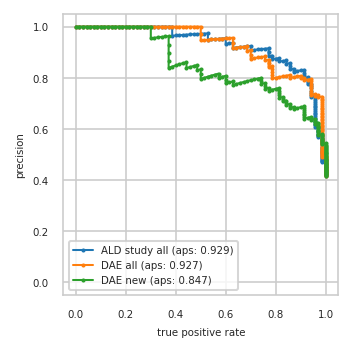 1.0
0.8
0.6
0.4
0.2
0.0
precision
ALD study all (aps: 0.929)
DAE all (aps: 0.927)
DAE new (aps: 0.847)
0.0 0.2 0.4 0.6 0.8 1.0
true positive rate